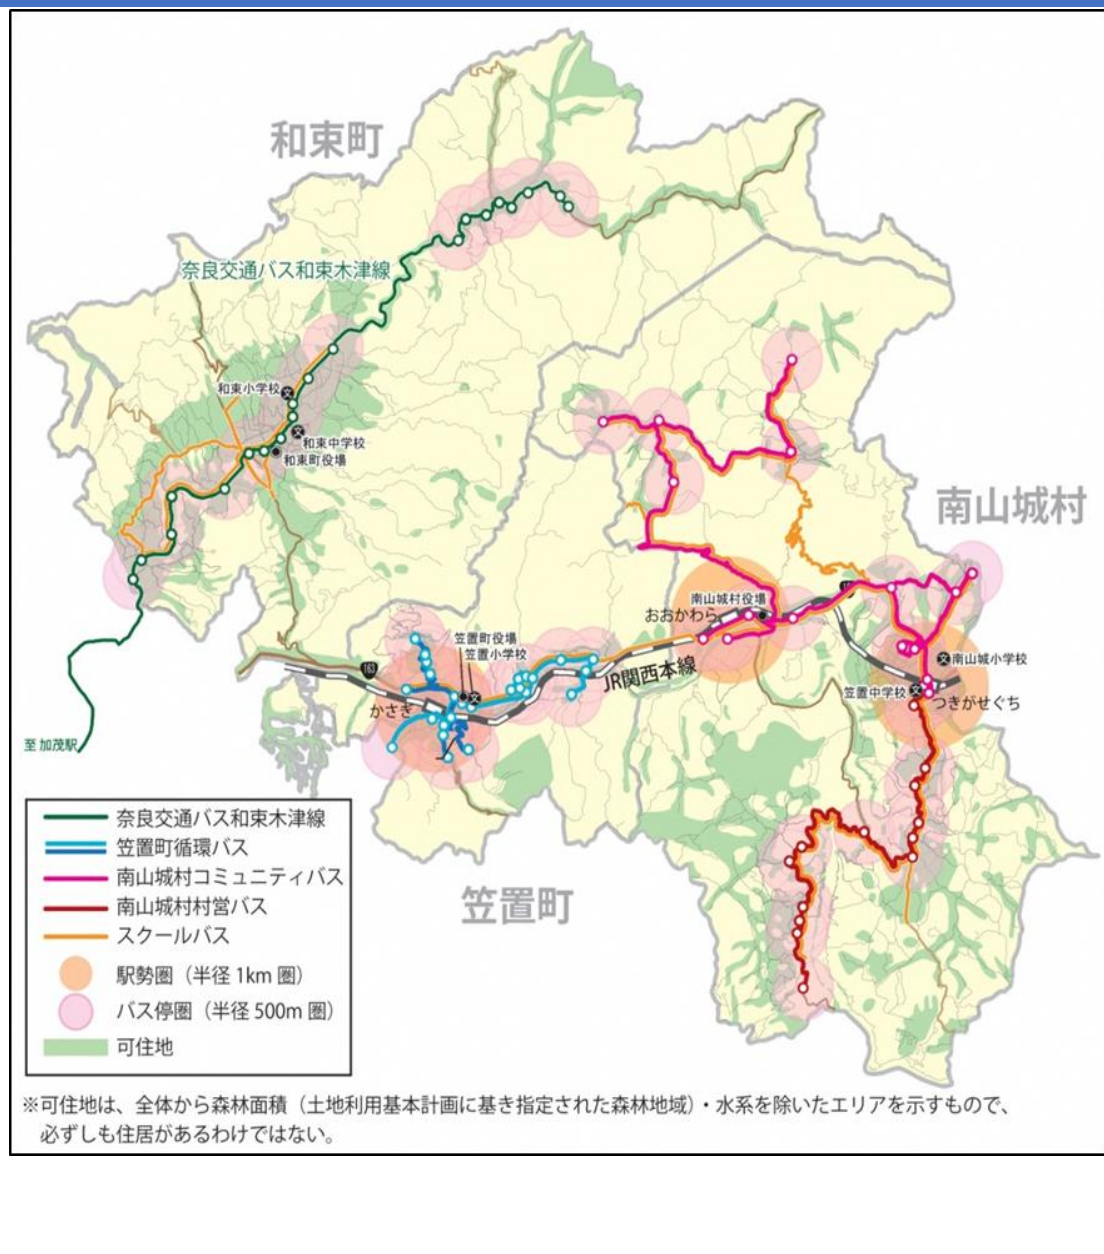 和束町
奈良交通バス和束木津線
和束小学校
和束中学校
和束町役場
南山城村
南山城村役場
おおかわら
笠置町役場
笠置小学校
163
JR関西本線
南山城小学校
笠置中学校
かさぎ
つきがせぐち
至 加茂駅
笠置町
奈良交通バス和束木津線
笠置町循環バス
南山城村コミュニティバス
南山城村村営バス
スクールバス
駅勢圏（半径 1km 圏）
バス停圏（半径 500m 圏）
可住地
※可住地は、全体から森林面積（土地利用基本計画に基き指定された森林地域）・水系を除いたエリアを示すもので、
必ずしも住居があるわけではない。